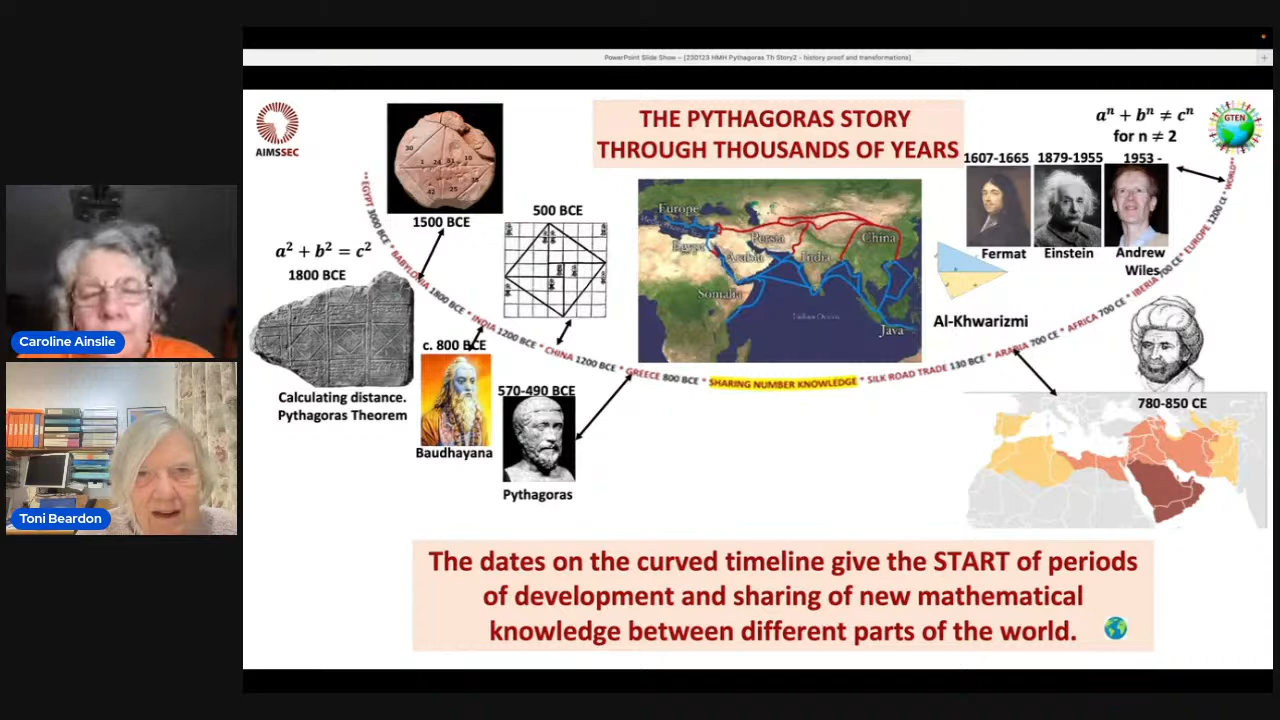 PowerPoint Slide Show – [230123 HMH Pythagoras Th Story2 - history proof and transformations]
AIMSSEC
THE PYTHAGORAS STORY
THROUGH THOUSANDS OF YEARS
aⁿ + bⁿ ≠ cⁿ
for n ≠ 2
GTEN
1607-1665 1879-1955 1953 -
Fermat Einstein Andrew
Wiles
1500 BCE
500 BCE
a² + b² = c²
1800 BCE
Calculating distance.
Pythagoras Theorem
c. 800 BCE
Baudhayana
570-490 BCE
Pythagoras
Europe
Egypt
Persia
Arabia
India
China
Somalia
Indian Ocean
Java
Al-Khwarizmi
780-850 CE
** EGYPT 3000 BCE * BABYLONIA 1800 BCE * INDIA 1200 BCE * CHINA 1200 BCE * GREECE 800 BCE * SHARING NUMBER KNOWLEDGE * SILK ROAD TRADE 130 BCE * ARABIA 700 CE * AFRICA 700 CE * IBERIA 700 CE * EUROPE 1200 CE * WORLD**
Caroline Ainslie
Toni Beardon
The dates on the curved timeline give the START of periods
of development and sharing of new mathematical
knowledge between different parts of the world.